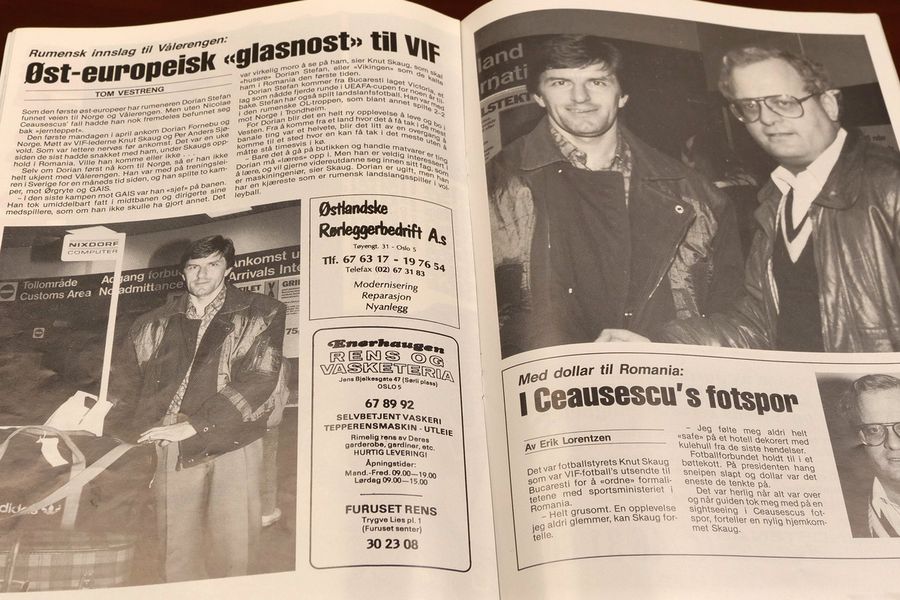 Rumensk innslag til Vålerengen:
Øst-europeisk «glasnost» til VIF
TOM VESTRENG
Som den første øst-europeer har rumeneren Dorian Stefan
funnet veien til Norge og Vålerengen. Men uten Nicolae
Ceausescus' fall hadde han nok fremdeles befunnet seg
bak «jernteppet».
Den første mandagen i april ankom Dorian Fornebu og
Norge. Møtt av VIF-lederne Knut Skaug og Per Anders Sjø-
vold. Som var lettere nervøs før ankomst. Det var en uke
siden de sist hadde snakket med ham, under Skaugs opp-
hold i Romania. Ville han komme eller ikke ..
Selv om Dorian først nå kom til Norge, så er han ikke
helt ukjent med Vålerengen. Han var med på treningslei-
ren i Sverige for en måneds tid siden, og han spilte to kam-
per, mot Ørgryte og GAIS.
– I den siste kampen mot GAIS var han «sjef» på banen.
Han tok umiddelbart fatt i midtbanen og dirigerte sine
medspillere, som om han ikke skulle ha gjort annet. Det
var virkelig moro å se på ham, sier Knut Skaug, som skal
«husere» Dorian Stefan, eller «Vikingen» som de kalte
ham i Romania den første tiden.
Dorian Stefan kommer fra Bucaresti laget Victoria, et
lag som nådde fjerde runde i UEAFA-cupen for noen år til-
bake. Stefan har også spilt landslandsfotball. Han var med
i den rumenske OL-troppen, som blant annet spilte 2–2
mot Norge i Trondheim.
For Dorian blir det en helt ny opplevelse å leve og bo i
Vesten. Fra å komme fra et land hvor det å få tak i de mest
banale ting var et helvete, blir det litt av en overgang å
komme til et sted hvor en kan få tak i det meste uten å
måtte stå timesvis i kø.
– Bare det å gå på butikken og handle matvarer er ting
Dorian må «læres» opp i. Men han er veldig interessert i
å lære, og vil gjerne videreutdanne seg innen sitt fag, som
er maskiningeniør, sier Skaug. Dorian er ugift, men han
har en kjæreste som er rumensk landslagsspiller i vol-
leyball.
NIXDORF
COMPUTER
Tollområde
Customs Area
Adgang forbu
No admittance
Ankomst u
Arrivals Inte
Østlandske
Rørleggerbedrift A.s
Tøyengt. 31 - Oslo 5
Tlf. 67 63 17 - 19 76 54
Telefax (02) 67 31 83
Modernisering
Reparasjon
Nyanlegg
Enerhaugen
RENS OG
VASKETERIA
Jens Bjelkesgate 47 (Sørli plass)
OSLO 5
67 89 92
SELVBETJENT VASKERI
TEPPERENSMASKIN - UTLEIE
Rimelig rens av Deres
garderobe, gardiner, etc.
HURTIG LEVERING!
Åpningstider:
Mand.-Fred. 09.00—19.00
Lørdag 09.00—15.00
FURUSET RENS
Trygve Lies pl. 1
(Furuset senter)
30 23 08
Med dollar til Romania:
I Ceausescu's fotspor
Av Erik Lorentzen
Det var fotballstyrets Knut Skaug
som var VIF-fotball's utsendte til
Bucaresti for å «ordne» formali-
tetene med sportsministeriet i
Romania.
– Helt grusomt. En opplevelse
jeg aldri glemmer, kan Skaug for-
telle.
– Jeg følte meg aldri helt
«safe» på et hotell dekorert med
kulehull fra de siste hendelser.
Fotballforbundet holdt til i et
bøttekott. På presidenten hang
sneipen slapt og dollar var det
eneste de tenkte på.
Det var herlig når alt var over
og når guiden tok meg med på en
sightseeing i Ceausescus fot-
spor, forteller en nylig hjemkom-
met Skaug.